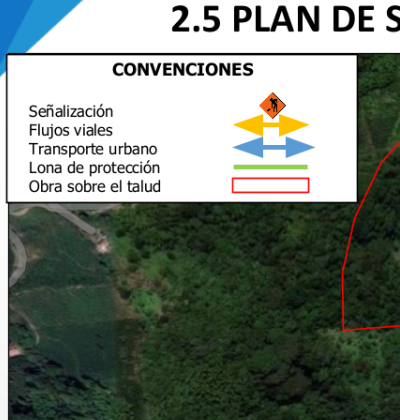 2.5 PLAN DE S
CONVENCIONES
Señalización
Flujos viales
Transporte urbano
Lona de protección
Obra sobre el talud